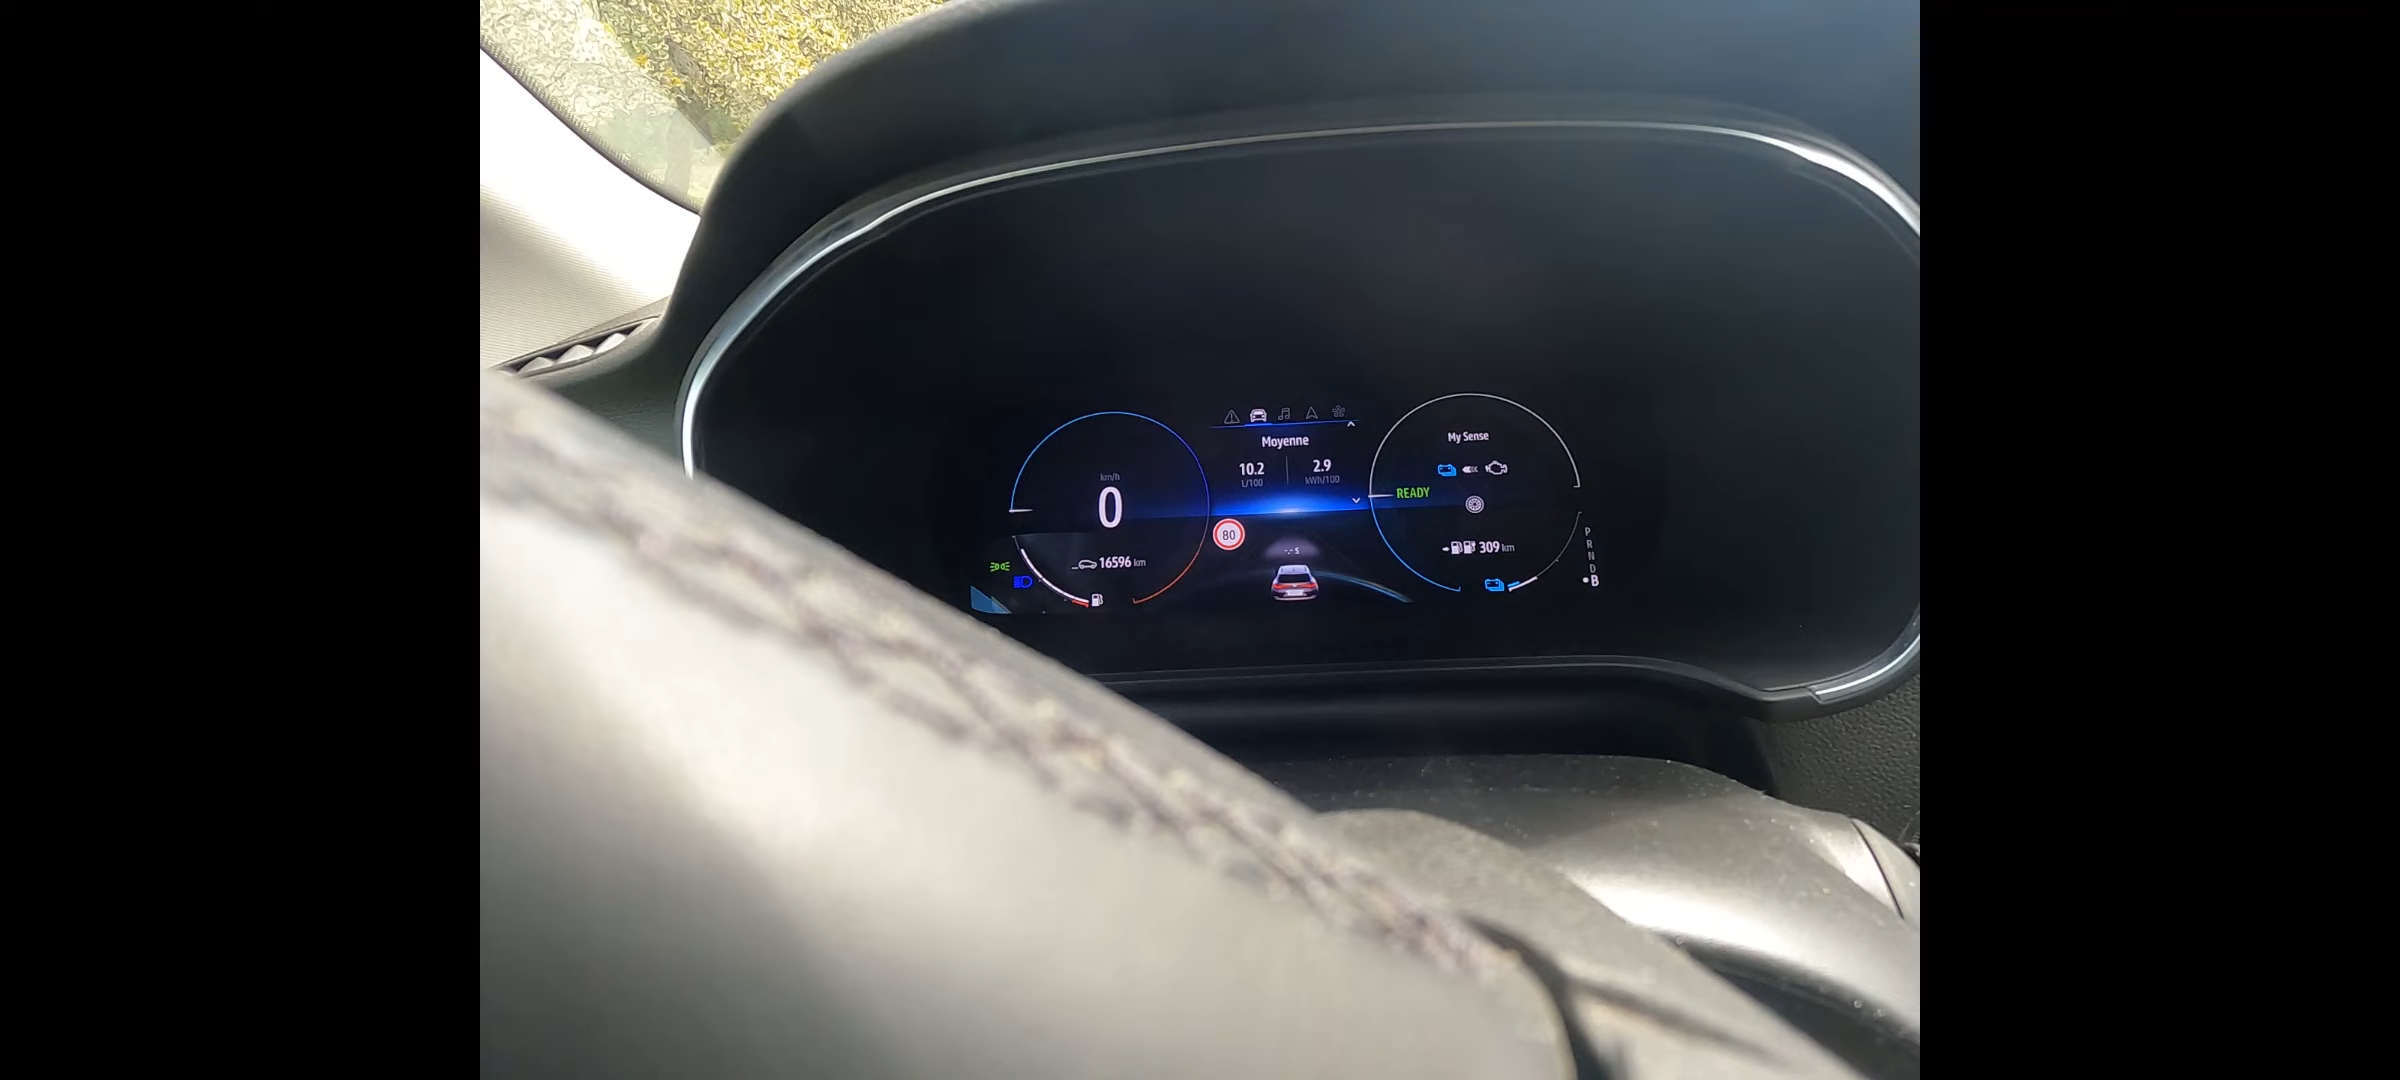 Moyenne
10.2
L/100
2.9
kWh/100
km/h
0
80
16596 km
-.- s
My Sense
READY
309 km
P
R
N
D
B